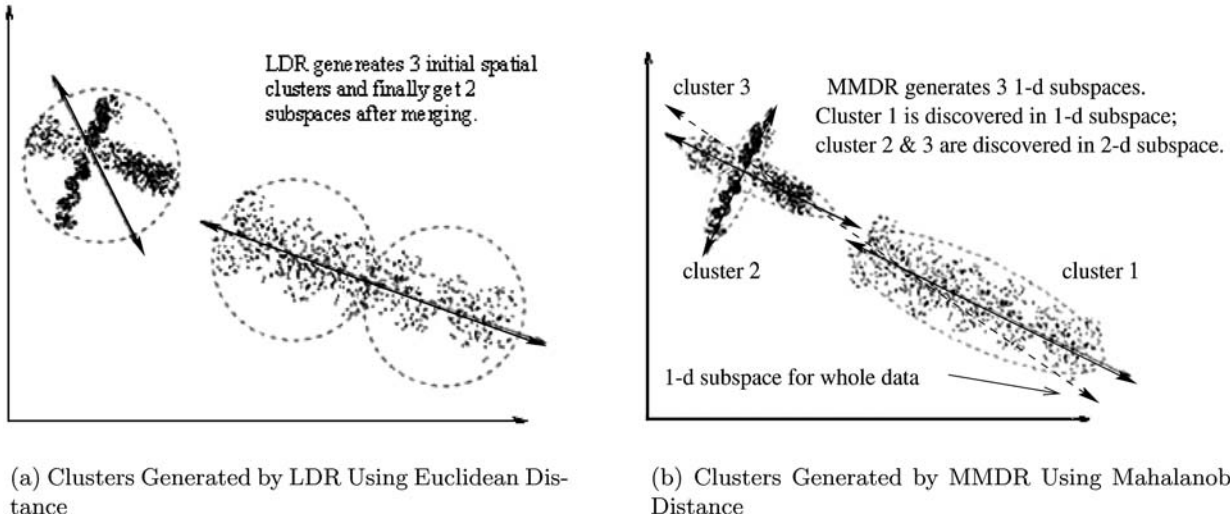 LDR genereates 3 initial spatial
clusters and finally get 2
subspaces after merging.
(a) Clusters Generated by LDR Using Euclidean Dis-
tance
cluster 3
MMDR generates 3 1-d subspaces.
Cluster 1 is discovered in 1-d subspace;
cluster 2 & 3 are discovered in 2-d subspace.
cluster 2
cluster 1
1-d subspace for whole data
(b) Clusters Generated by MMDR Using Mahalanob
Distance